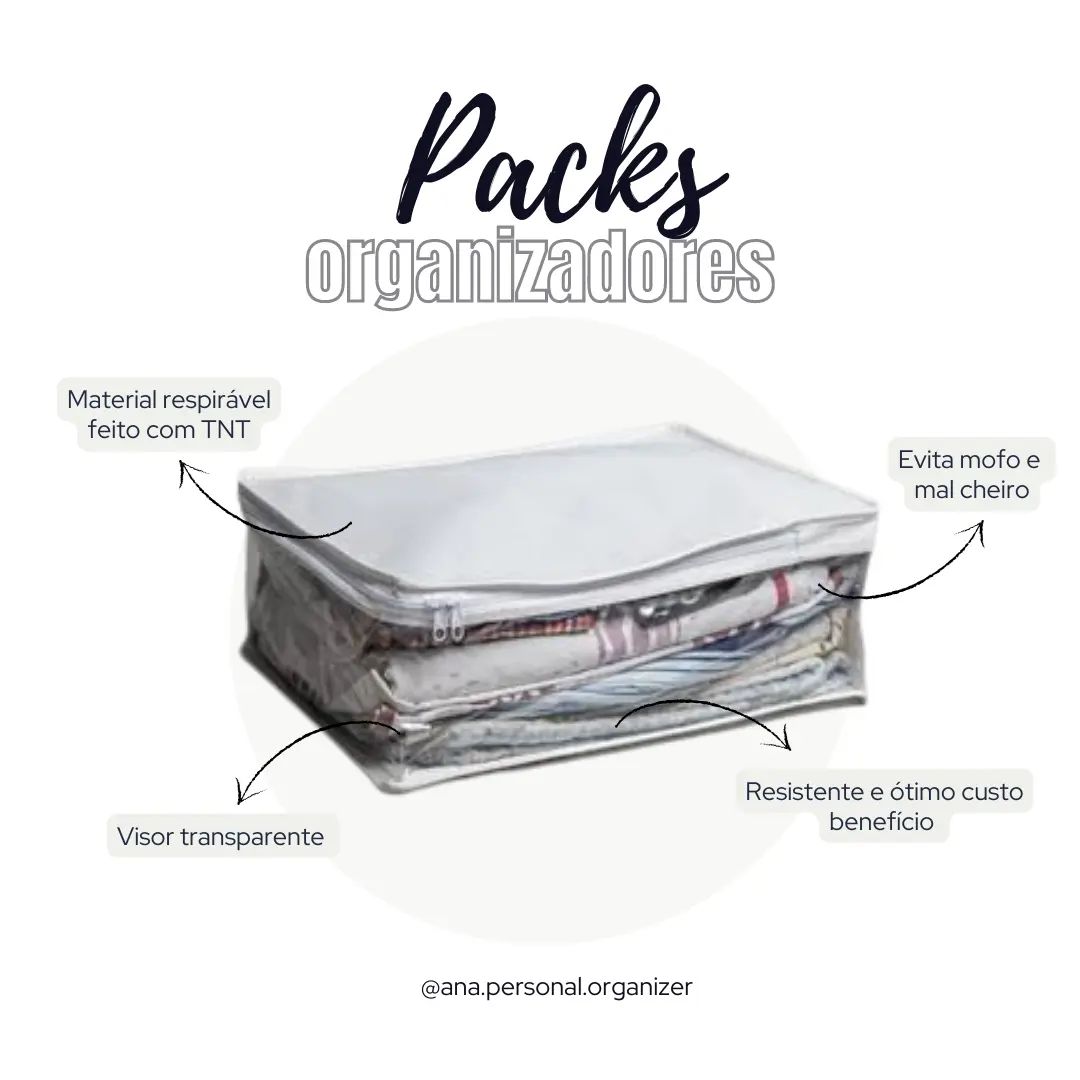 Packs
organizadores
Material respirável
feito com TNT
Evita mofo e
mal cheiro
Visor transparente
Resistente e ótimo custo
benefício
@ana.personal.organizer